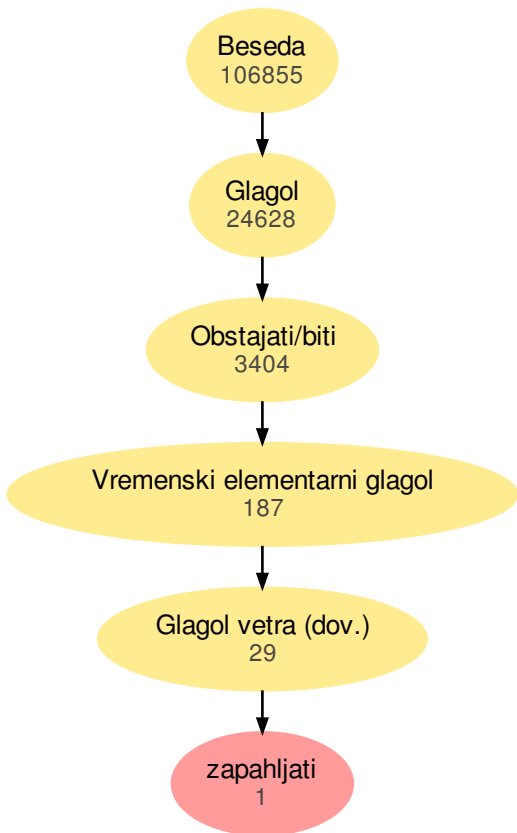 Beseda
106855
Glagol
24628
Obstajati/biti
3404
Vremenski elementarni glagol
187
Glagol vetra (dov.)
29
zapahljati
1